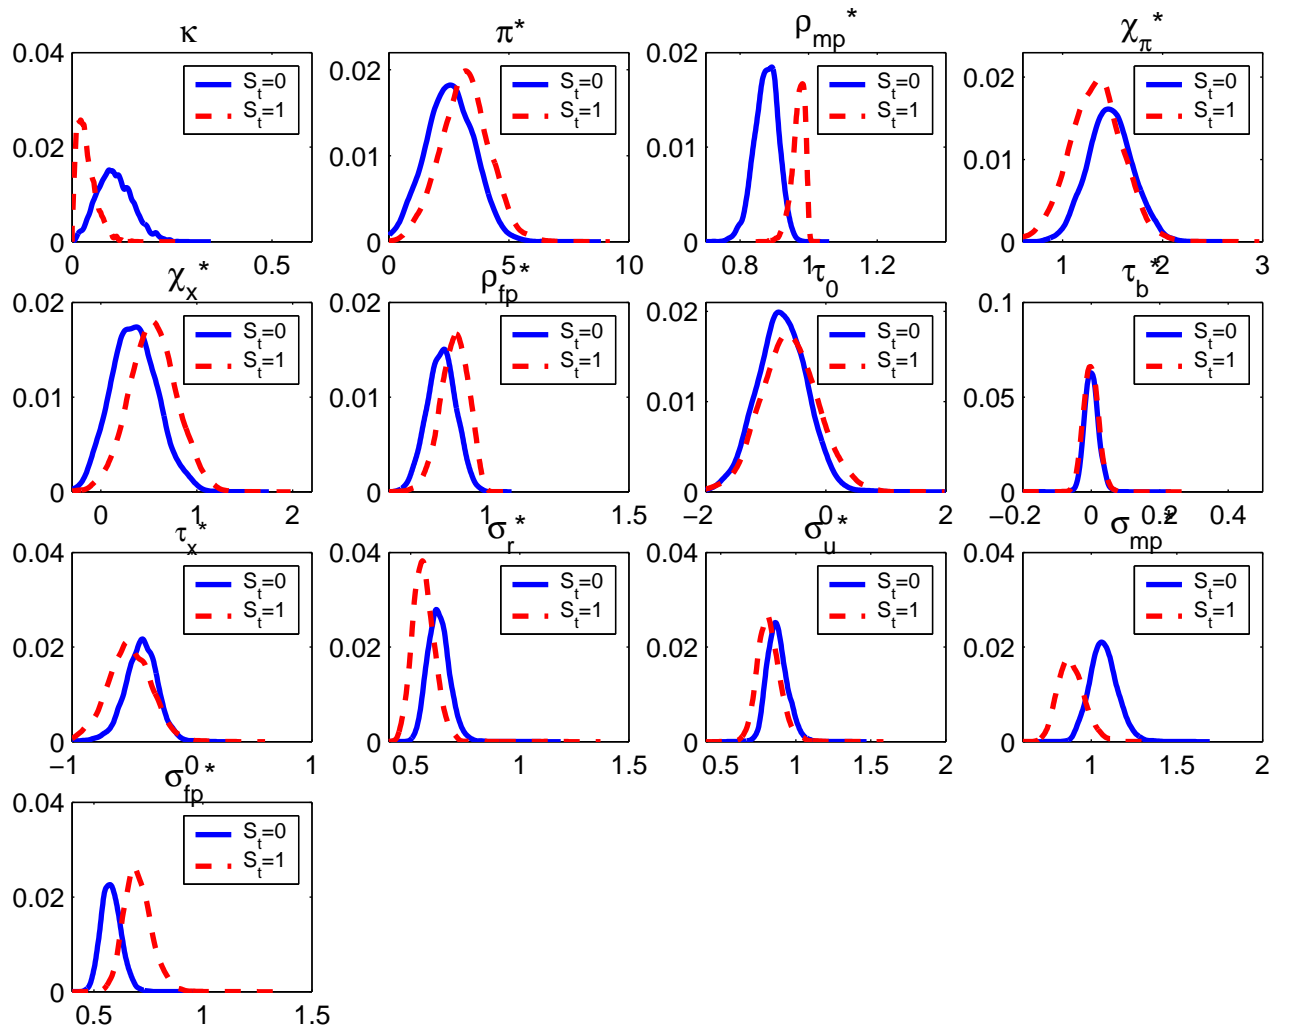 κ
0.04
0.02
0
0 0.5
S_t=0
S_t=1
π*
0.02
0.01
0
0 5 10
S_t=0
S_t=1
ρ_mp*
0.02
0.01
0
0.8 1 1.2
S_t=0
S_t=1
χ_π*
0.02
0.01
0
1 2 3
S_t=0
S_t=1
χ_x*
0.02
0.01
0
0 1 2
S_t=0
S_t=1
ρ_fp*
0.02
0.01
0
1 1.5
S_t=0
S_t=1
τ_0
0.02
0.01
0
−2 0 2
S_t=0
S_t=1
τ_b*
0.1
0.05
0
−0.2 0 0.2 0.4
S_t=0
S_t=1
τ_x*
0.04
0.02
0
−1 0 1
S_t=0
S_t=1
σ_r*
0.04
0.02
0
0.5 1 1.5
S_t=0
S_t=1
σ_u*
0.04
0.02
0
0.5 1 1.5 2
S_t=0
S_t=1
σ_mp*
0.04
0.02
0
1 1.5 2
S_t=0
S_t=1
σ_fp*
0.04
0.02
0
0.5 1 1.5
S_t=0
S_t=1